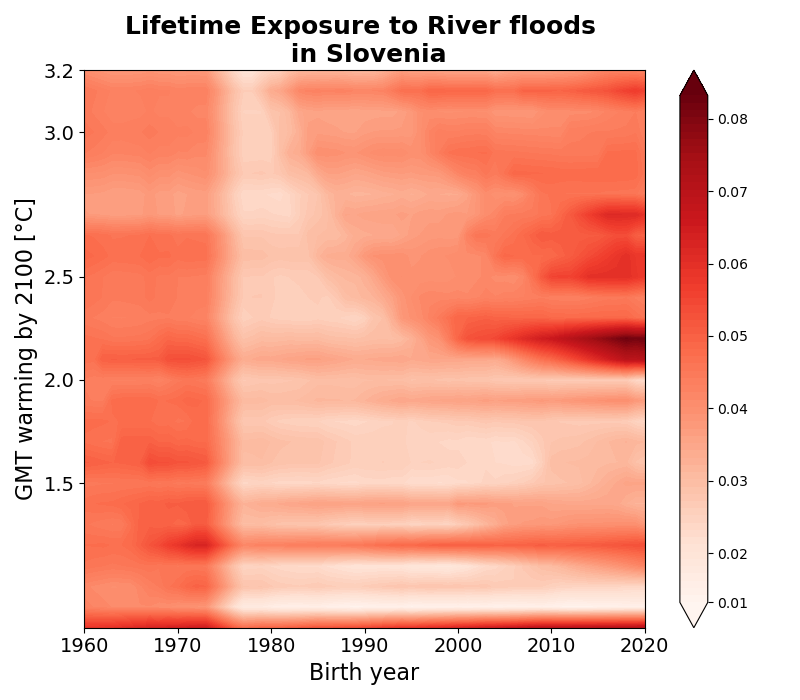 Lifetime Exposure to River floods
in Slovenia
GMT warming by 2100 [°C]
3.2
3.0
2.5
2.0
1.5
1960 1970 1980 1990 2000 2010 2020
Birth year
0.08
0.07
0.06
0.05
0.04
0.03
0.02
0.01